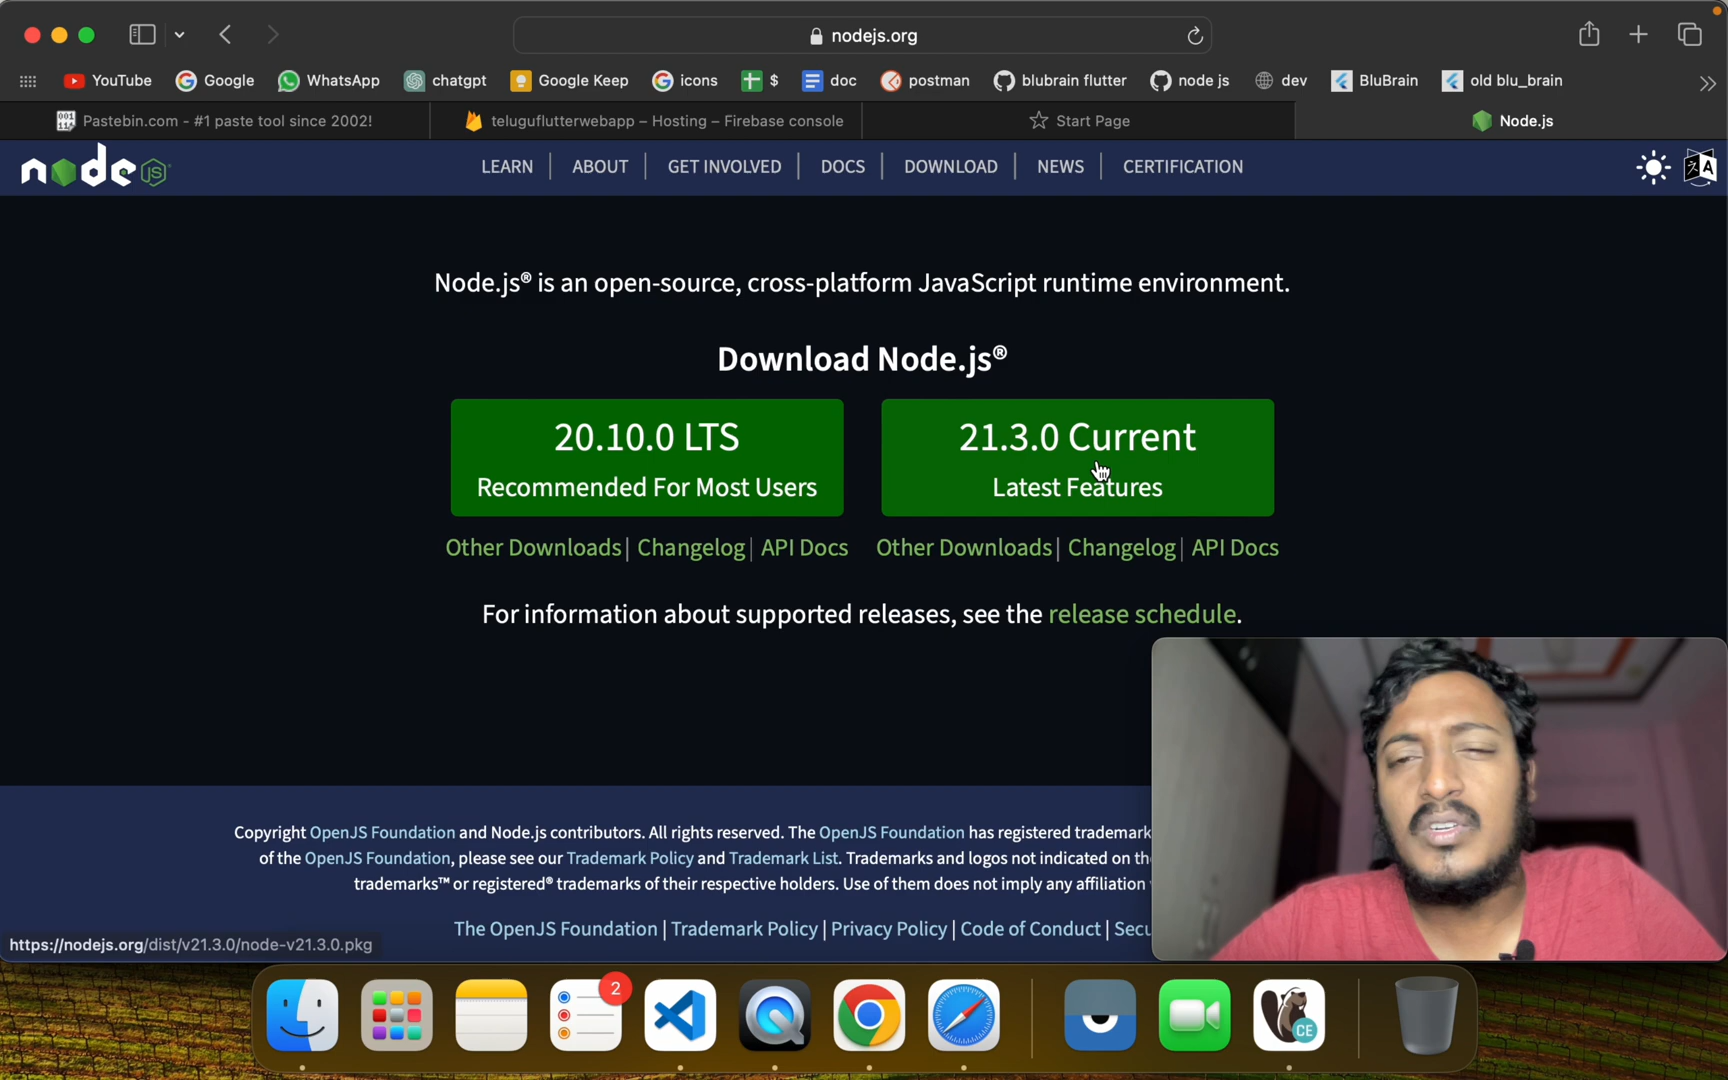 nodejs.org
YouTube Google WhatsApp chatgpt Google Keep icons $ doc postman blubrain flutter node js dev BluBrain old blu_brain
Pastebin.com - #1 paste tool since 2002! teluguflutterwebapp – Hosting – Firebase console Start Page Node.js
node JS LEARN ABOUT GET INVOLVED DOCS DOWNLOAD NEWS CERTIFICATION
Node.js® is an open-source, cross-platform JavaScript runtime environment.
Download Node.js®
20.10.0 LTS
Recommended For Most Users
21.3.0 Current
Latest Features
Other Downloads | Changelog | API Docs Other Downloads | Changelog | API Docs
For information about supported releases, see the release schedule.
Copyright OpenJS Foundation and Node.js contributors. All rights reserved. The OpenJS Foundation has registered trademark
of the OpenJS Foundation, please see our Trademark Policy and Trademark List. Trademarks and logos not indicated on th
trademarks™ or registered® trademarks of their respective holders. Use of them does not imply any affiliation
The OpenJS Foundation | Trademark Policy | Privacy Policy | Code of Conduct | Secu
https://nodejs.org/dist/v21.3.0/node-v21.3.0.pkg
2
CE